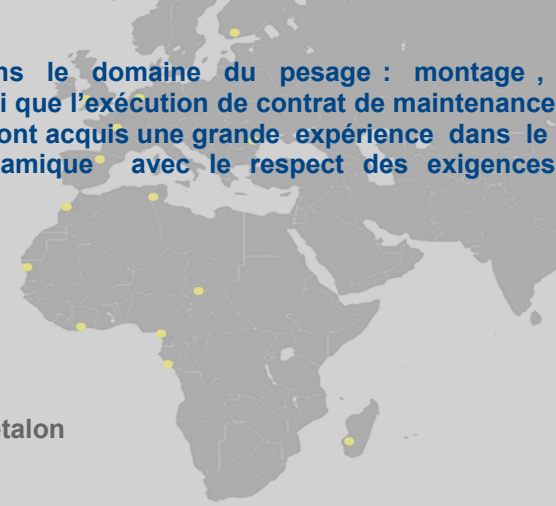 ns le domaine du pesage : montage ,
i que l’exécution de contrat de maintenance
ont acquis une grande expérience dans le
amique avec le respect des exigences
talon